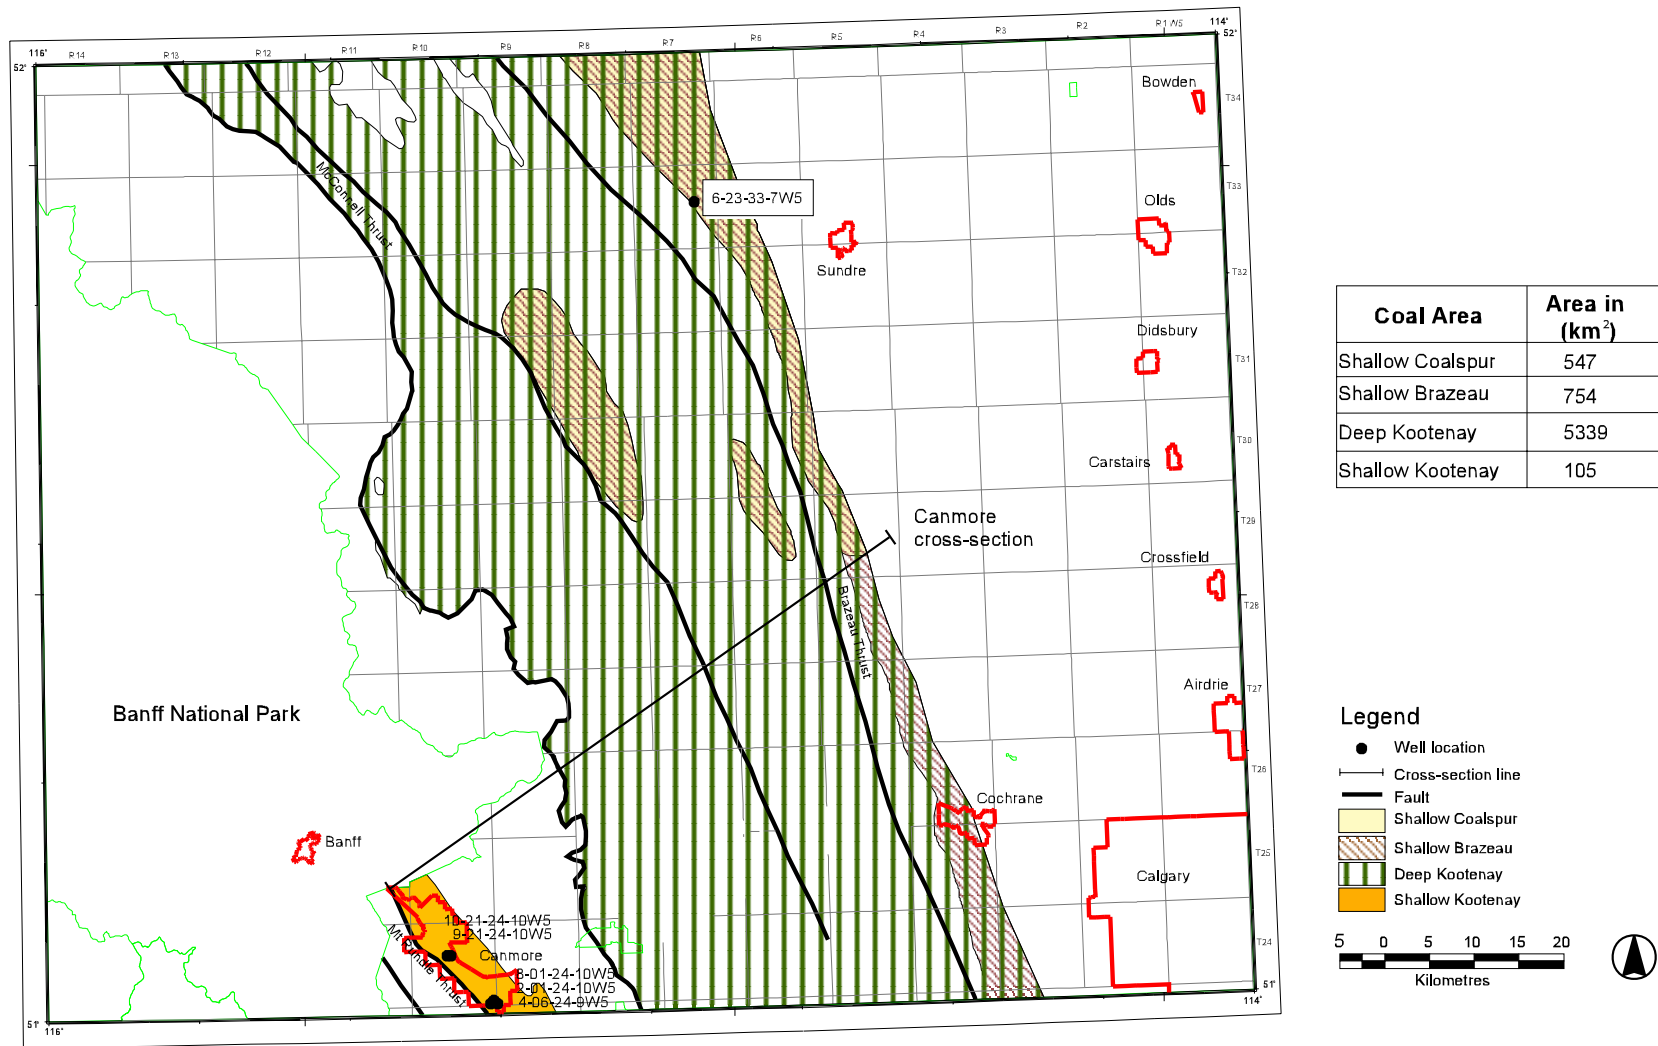 116°
R 14
R 13
R 12
R 11
R 10
R 9
R 8
R 7
R 6
R 5
R 4
R 3
R 2
R 1 W5
114°
52°
52°
Bowden
T34
McConnell Thrust
6-23-33-7W5
T33
Olds
Sundre
T32
Didsbury
T31
T30
Carstairs
Canmore
cross-section
T29
Crossfield
T28
Brazeau Thrust
Airdrie
T27
Banff National Park
T26
Cochrane
Banff
T25
Calgary
10-21-24-10W5
9-21-24-10W5
Mt Rundle Thrust
Canmore
T24
3-01-24-10W5
2-01-24-10W5
4-06-24-9W5
51°
116°
51°
114°
Coal Area Area in (km²)
Shallow Coalspur 547
Shallow Brazeau 754
Deep Kootenay 5339
Shallow Kootenay 105
Legend
Well location
Cross-section line
Fault
Shallow Coalspur
Shallow Brazeau
Deep Kootenay
Shallow Kootenay
5 0 5 10 15 20
Kilometres